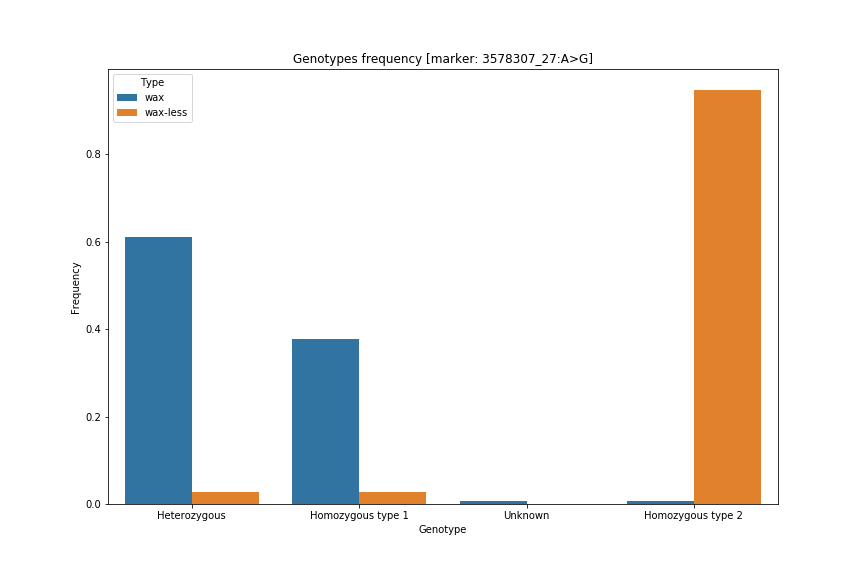 Genotypes frequency [marker: 3578307_27:A>G]
Type
wax
wax-less
0.8
0.6
0.4
0.2
0.0
Frequency
Heterozygous
Homozygous type 1
Unknown
Homozygous type 2
Genotype